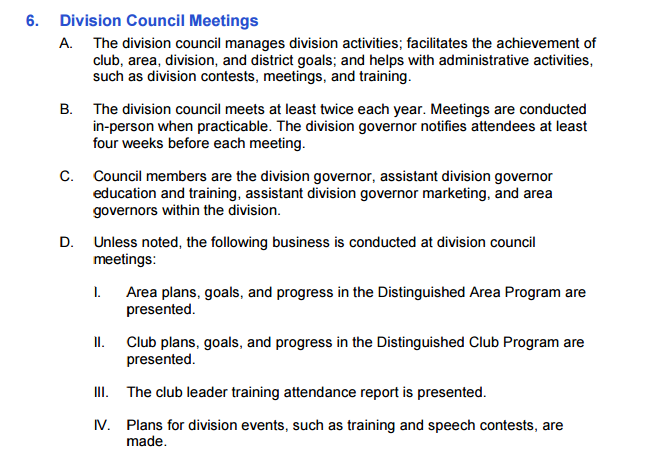 6. Division Council Meetings
A. The division council manages division activities; facilitates the achievement of
club, area, division, and district goals; and helps with administrative activities,
such as division contests, meetings, and training.
B. The division council meets at least twice each year. Meetings are conducted
in-person when practicable. The division governor notifies attendees at least
four weeks before each meeting.
C. Council members are the division governor, assistant division governor
education and training, assistant division governor marketing, and area
governors within the division.
D. Unless noted, the following business is conducted at division council
meetings:
I. Area plans, goals, and progress in the Distinguished Area Program are
presented.
II. Club plans, goals, and progress in the Distinguished Club Program are
presented.
III. The club leader training attendance report is presented.
IV. Plans for division events, such as training and speech contests, are
made.